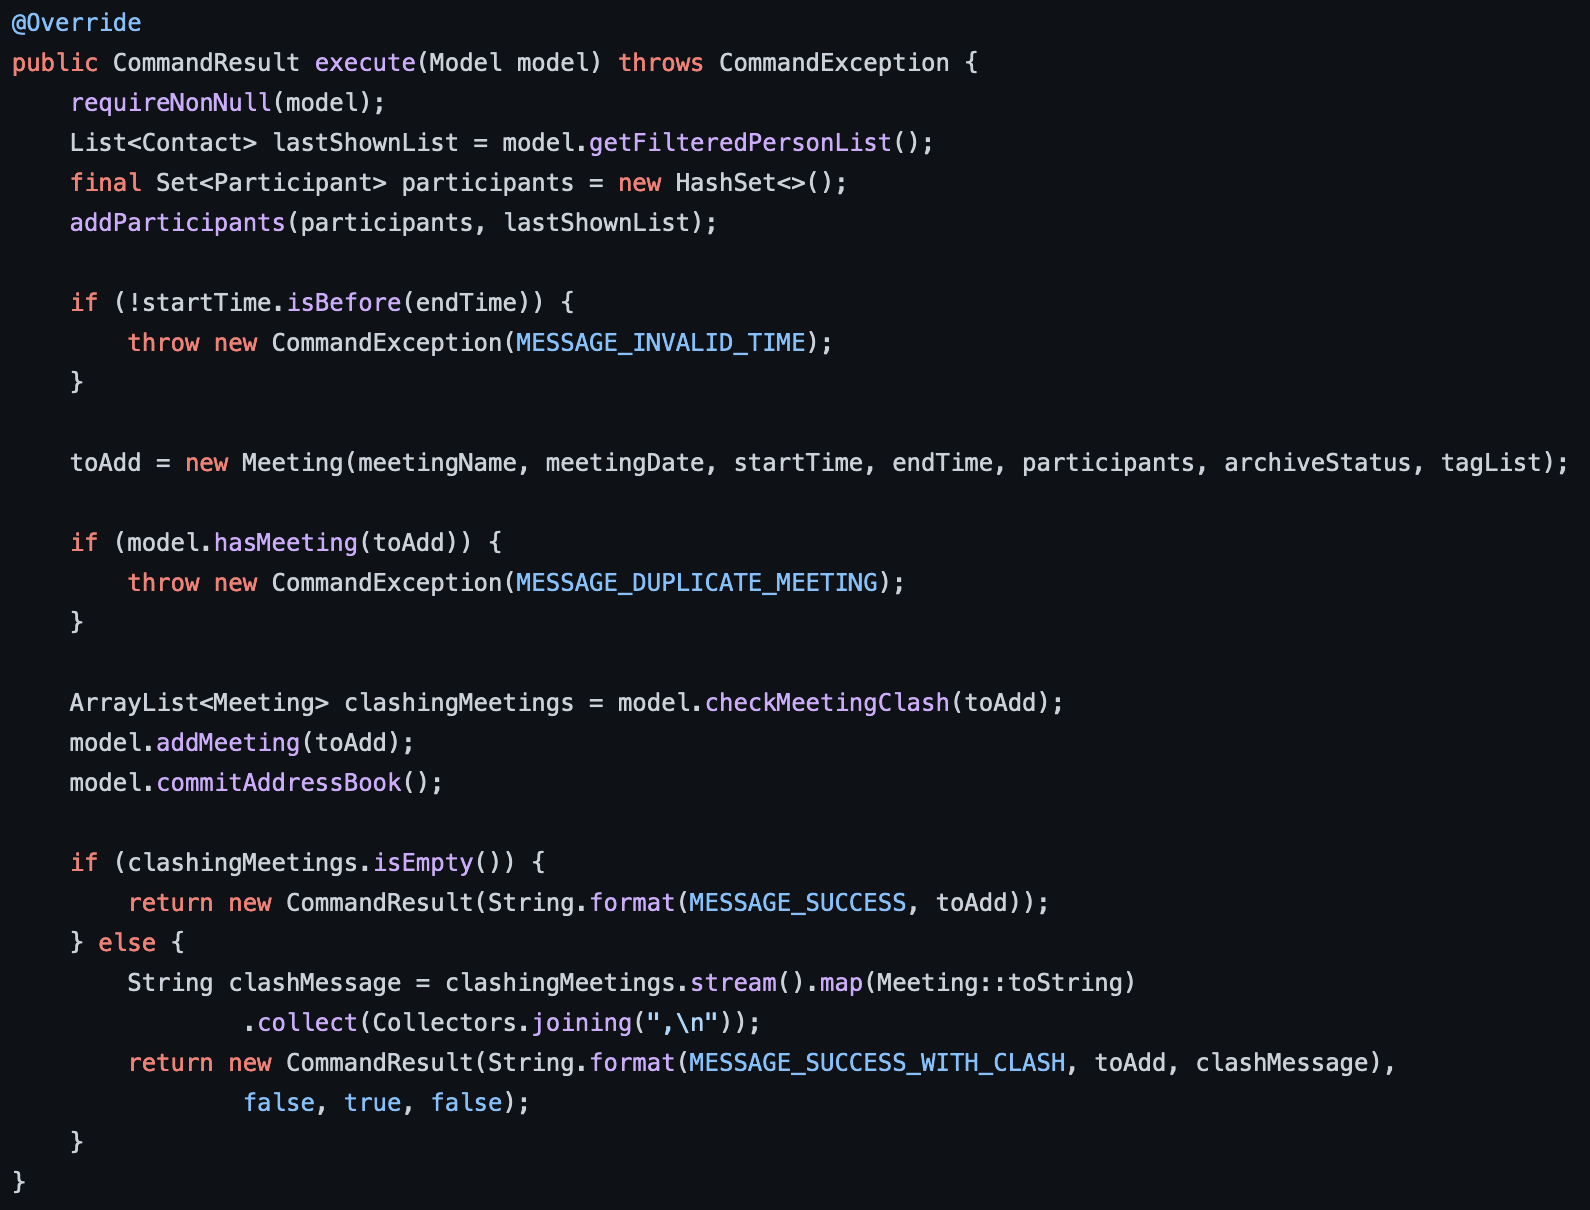 @Override
public CommandResult execute(Model model) throws CommandException {
    requireNonNull(model);
    List<Contact> lastShownList = model.getFilteredPersonList();
    final Set<Participant> participants = new HashSet<>();
    addParticipants(participants, lastShownList);

    if (!startTime.isBefore(endTime)) {
        throw new CommandException(MESSAGE_INVALID_TIME);
    }

    toAdd = new Meeting(meetingName, meetingDate, startTime, endTime, participants, archiveStatus, tagList);

    if (model.hasMeeting(toAdd)) {
        throw new CommandException(MESSAGE_DUPLICATE_MEETING);
    }

    ArrayList<Meeting> clashingMeetings = model.checkMeetingClash(toAdd);
    model.addMeeting(toAdd);
    model.commitAddressBook();

    if (clashingMeetings.isEmpty()) {
        return new CommandResult(String.format(MESSAGE_SUCCESS, toAdd));
    } else {
        String clashMessage = clashingMeetings.stream().map(Meeting::toString)
                .collect(Collectors.joining(",\n"));
        return new CommandResult(String.format(MESSAGE_SUCCESS_WITH_CLASH, toAdd, clashMessage),
                false, true, false);
    }
}